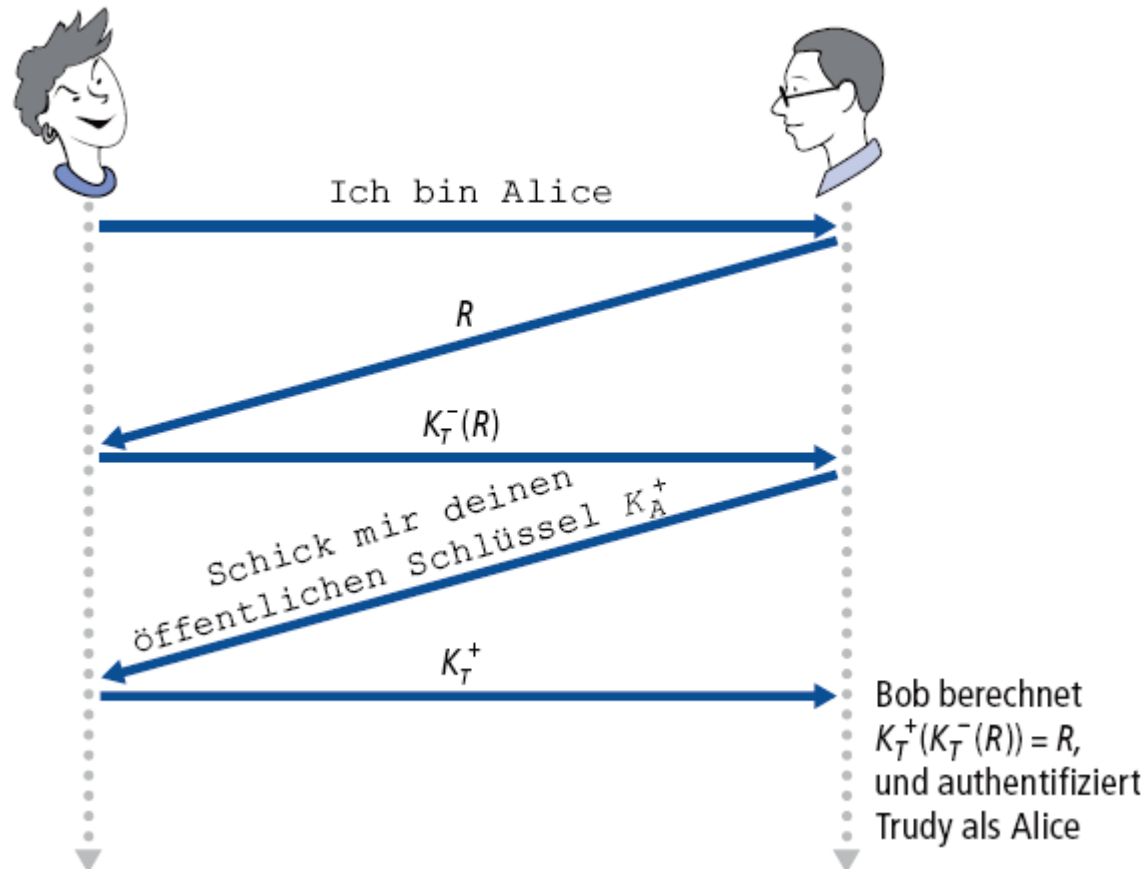 Ich bin Alice
R
K_T^-(R)
Schick mir deinen
öffentlichen Schlüssel K_A^+
K_T^+
Bob berechnet
K_T^+(K_T^-(R)) = R,
und authentifiziert
Trudy als Alice